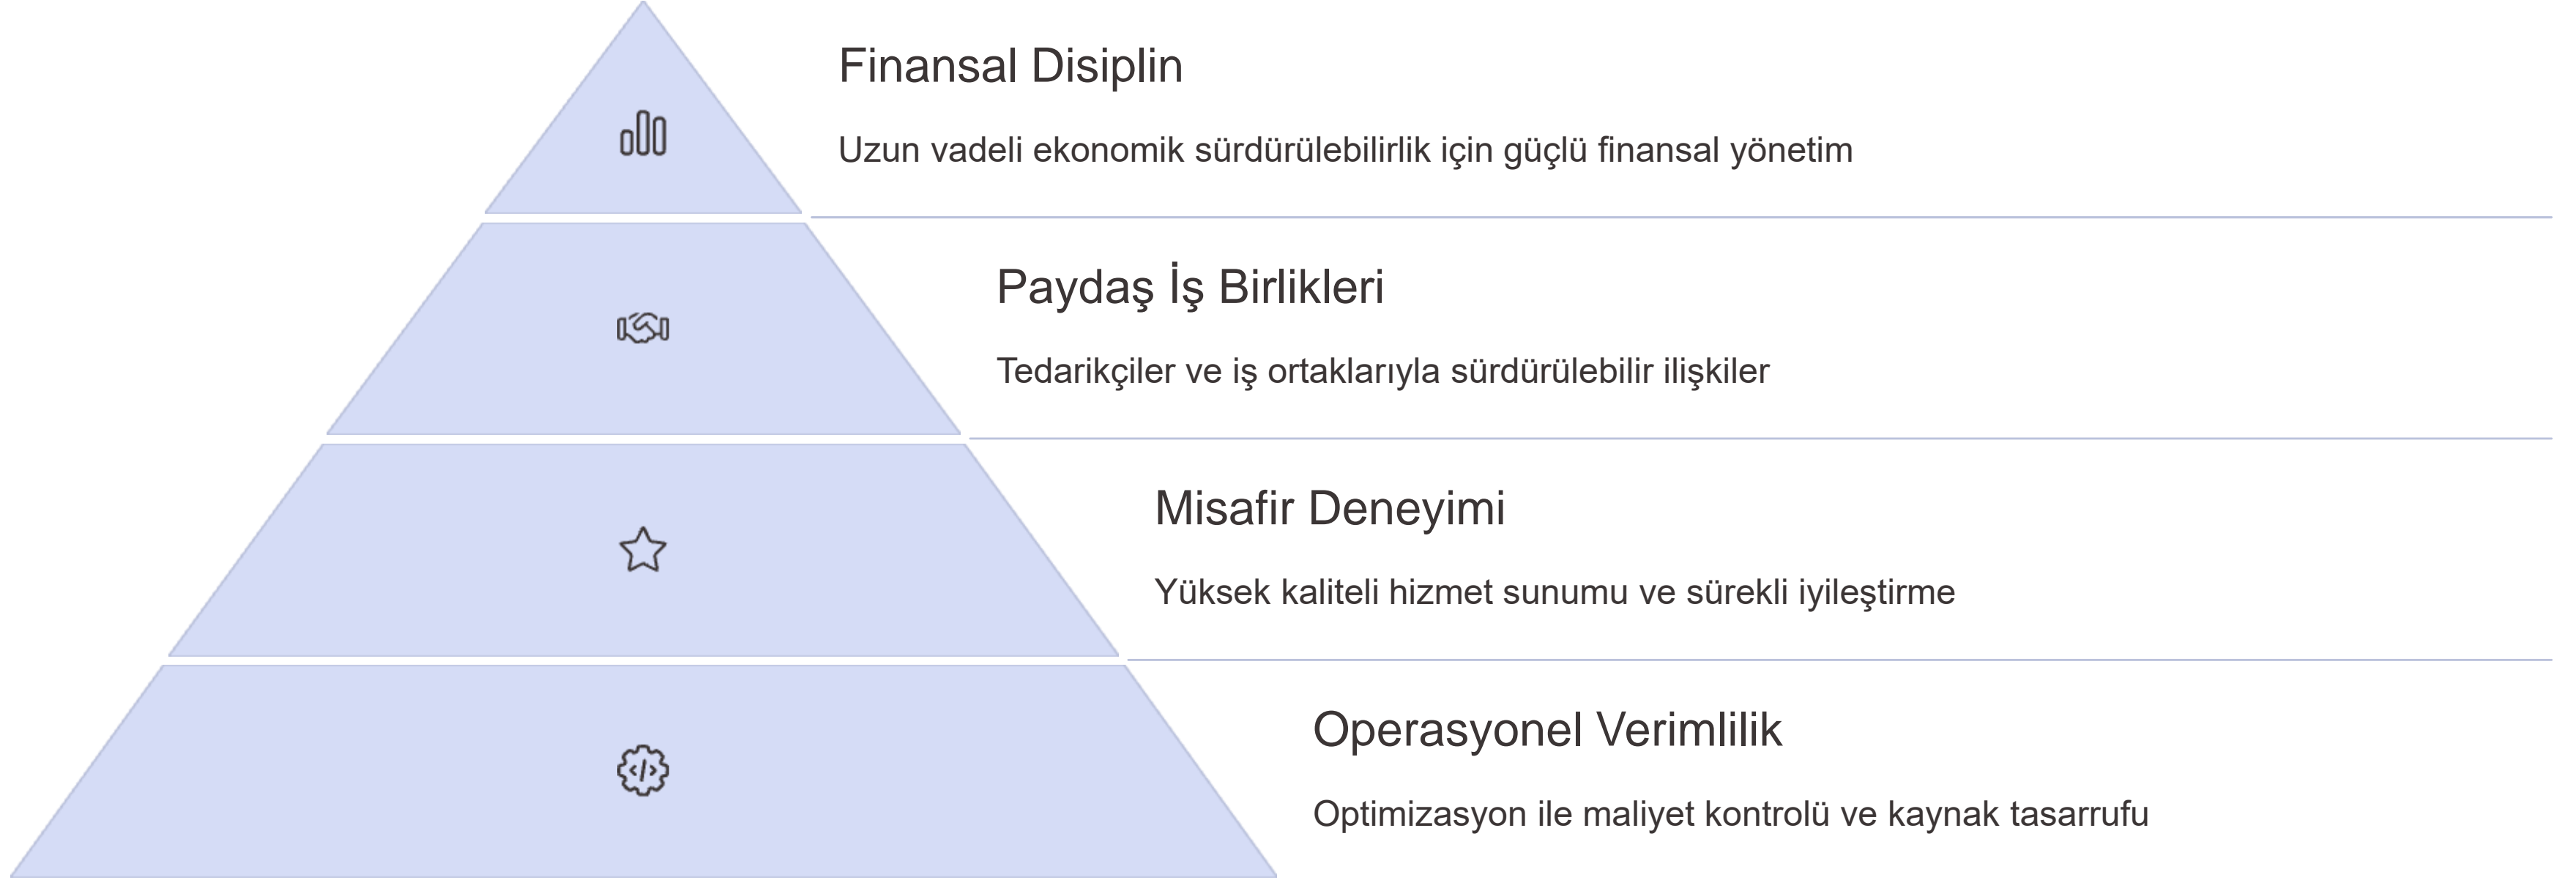 Finansal Disiplin
Uzun vadeli ekonomik sürdürülebilirlik için güçlü finansal yönetim
Paydaş İş Birlikleri
Tedarikçiler ve iş ortaklarıyla sürdürülebilir ilişkiler
Misafir Deneyimi
Yüksek kaliteli hizmet sunumu ve sürekli iyileştirme
Operasyonel Verimlilik
Optimizasyon ile maliyet kontrolü ve kaynak tasarrufu